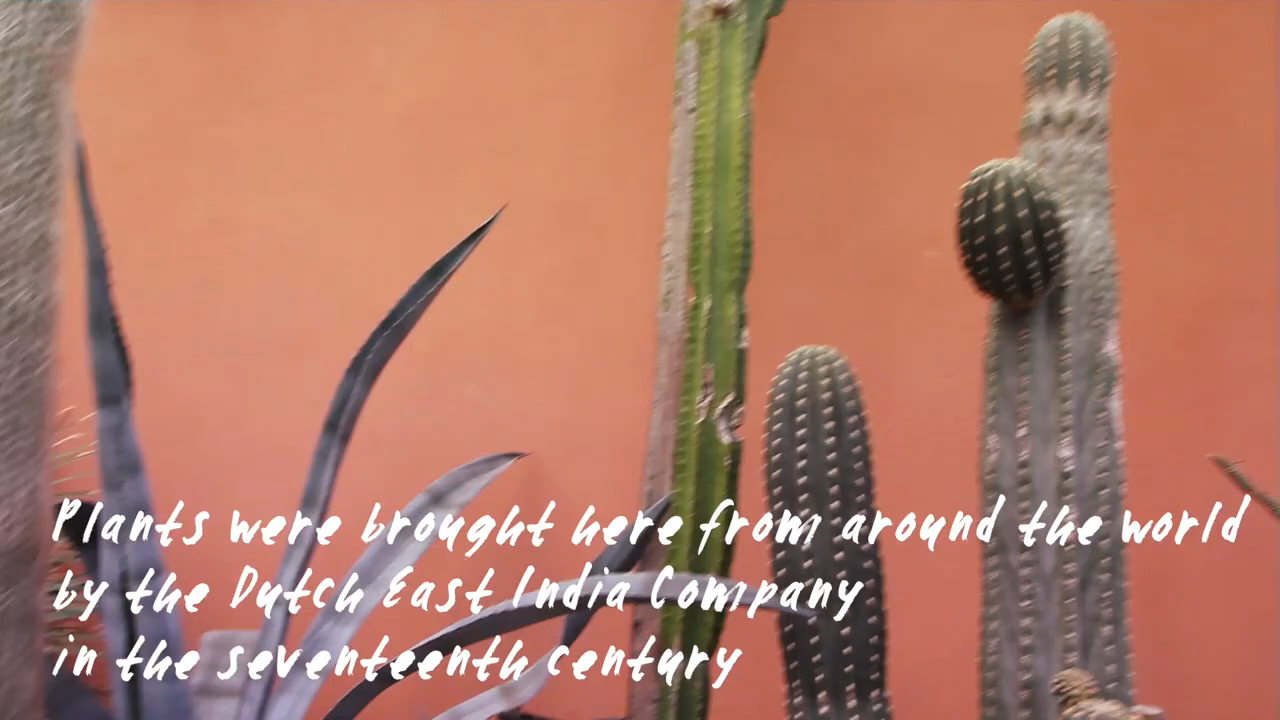 Plants were brought here from around the world
by the Dutch East India Company
in the seventeenth century